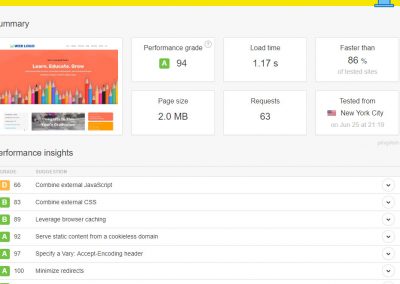 ummary
WEB LOGO
Learn. Educate. Grow
Performance grade ?
A 94
Load time
1.17 s
Faster than
86 %
of tested sites
Page size
2.0 MB
Requests
63
Tested from
New York City
on Jun 25 at 21:19
pingdom
erformance insights
GRADE SUGGESTION
D 66 Combine external JavaScript
B 83 Combine external CSS
B 89 Leverage browser caching
A 92 Serve static content from a cookieless domain
A 97 Specify a Vary: Accept-Encoding header
A 100 Minimize redirects